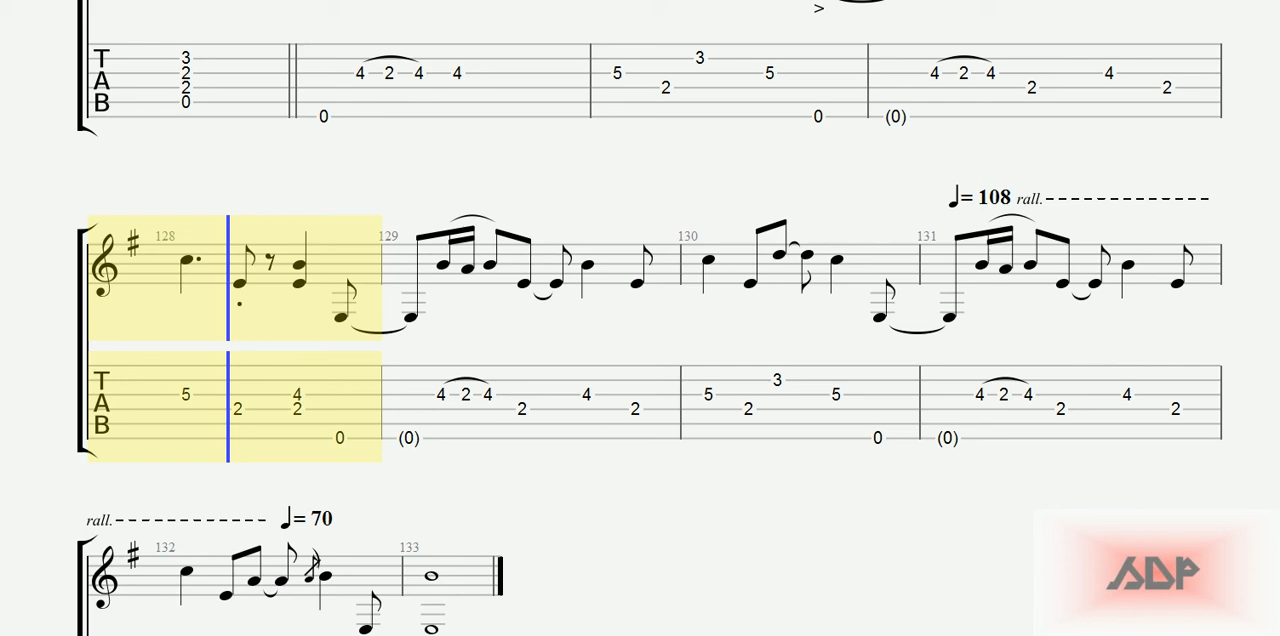 >
T 3
A 2 4 2 4 4 5 2 3 5 4 2 4 2 4 2
B 2 0 0 0 (0)
♩= 108 rall.
128 129 130 131
T 3
A 5 2 4 2 4 2 4 2 4 2 5 2 5 4 2 4 2 4 2
B 0 (0) 0 (0)
rall. ♩= 70
132 133
SDP